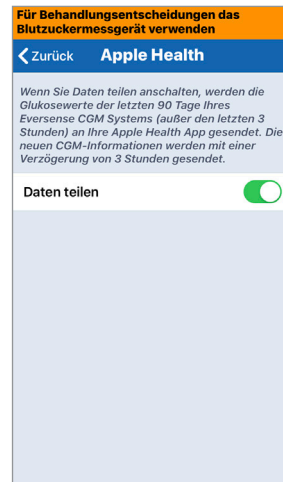 Für Behandlungsentscheidungen das
Blutzuckermessgerät verwenden
Zurück Apple Health
Wenn Sie Daten teilen anschalten, werden die
Glukosewerte der letzten 90 Tage Ihres
Eversense CGM Systems (außer den letzten 3
Stunden) an Ihre Apple Health App gesendet. Die
neuen CGM-Informationen werden mit einer
Verzögerung von 3 Stunden gesendet.
Daten teilen